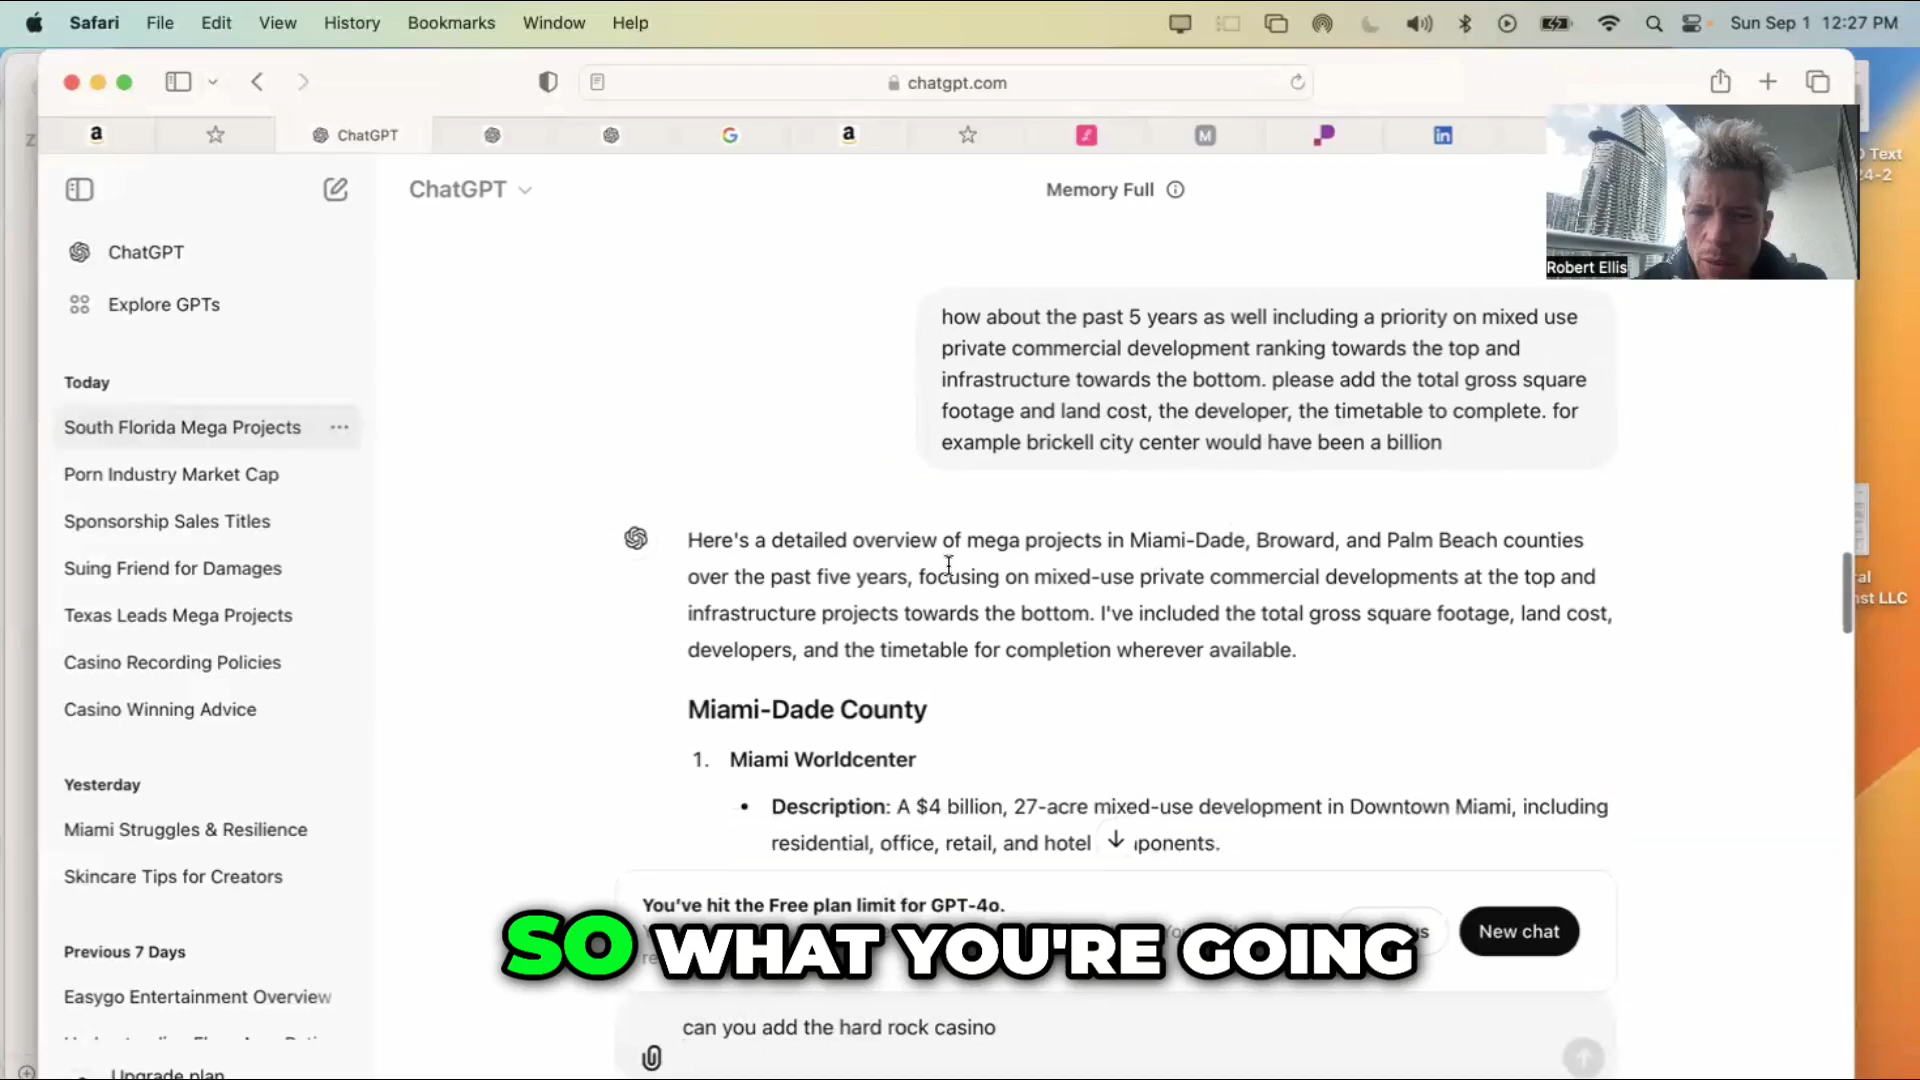 Safari File Edit View History Bookmarks Window Help Sun Sep 1 12:27 PM
chatgpt.com
ChatGPT
ChatGPT
Memory Full
Robert Ellis
ChatGPT
Explore GPTs
Today
South Florida Mega Projects
Porn Industry Market Cap
Sponsorship Sales Titles
Suing Friend for Damages
Texas Leads Mega Projects
Casino Recording Policies
Casino Winning Advice
Yesterday
Miami Struggles & Resilience
Skincare Tips for Creators
Previous 7 Days
Easygo Entertainment Overview
Upgrade plan
how about the past 5 years as well including a priority on mixed use
private commercial development ranking towards the top and
infrastructure towards the bottom. please add the total gross square
footage and land cost, the developer, the timetable to complete. for
example brickell city center would have been a billion
Here's a detailed overview of mega projects in Miami-Dade, Broward, and Palm Beach counties
over the past five years, focusing on mixed-use private commercial developments at the top and
infrastructure projects towards the bottom. I've included the total gross square footage, land cost,
developers, and the timetable for completion wherever available.
Miami-Dade County
1. Miami Worldcenter
• Description: A $4 billion, 27-acre mixed-use development in Downtown Miami, including
residential, office, retail, and hotel ponents.
You've hit the Free plan limit for GPT-4o.
New chat
SO WHAT YOU'RE GOING
can you add the hard rock casino
Text
4-2
st LLC